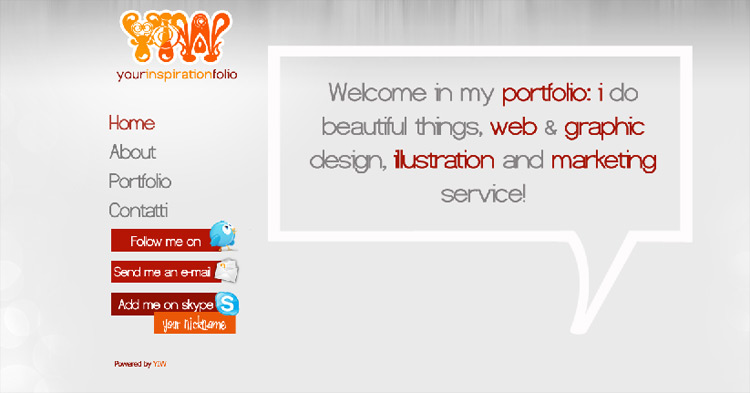 YIW
yourinspirationfolio
Home
About
Portfolio
Contatti
Follow me on
Send me an e-mail
Add me on skype
your nickname
Powered by YIW
Welcome in my portfolio: i do
beautiful things, web & graphic
design, illustration and marketing
service!